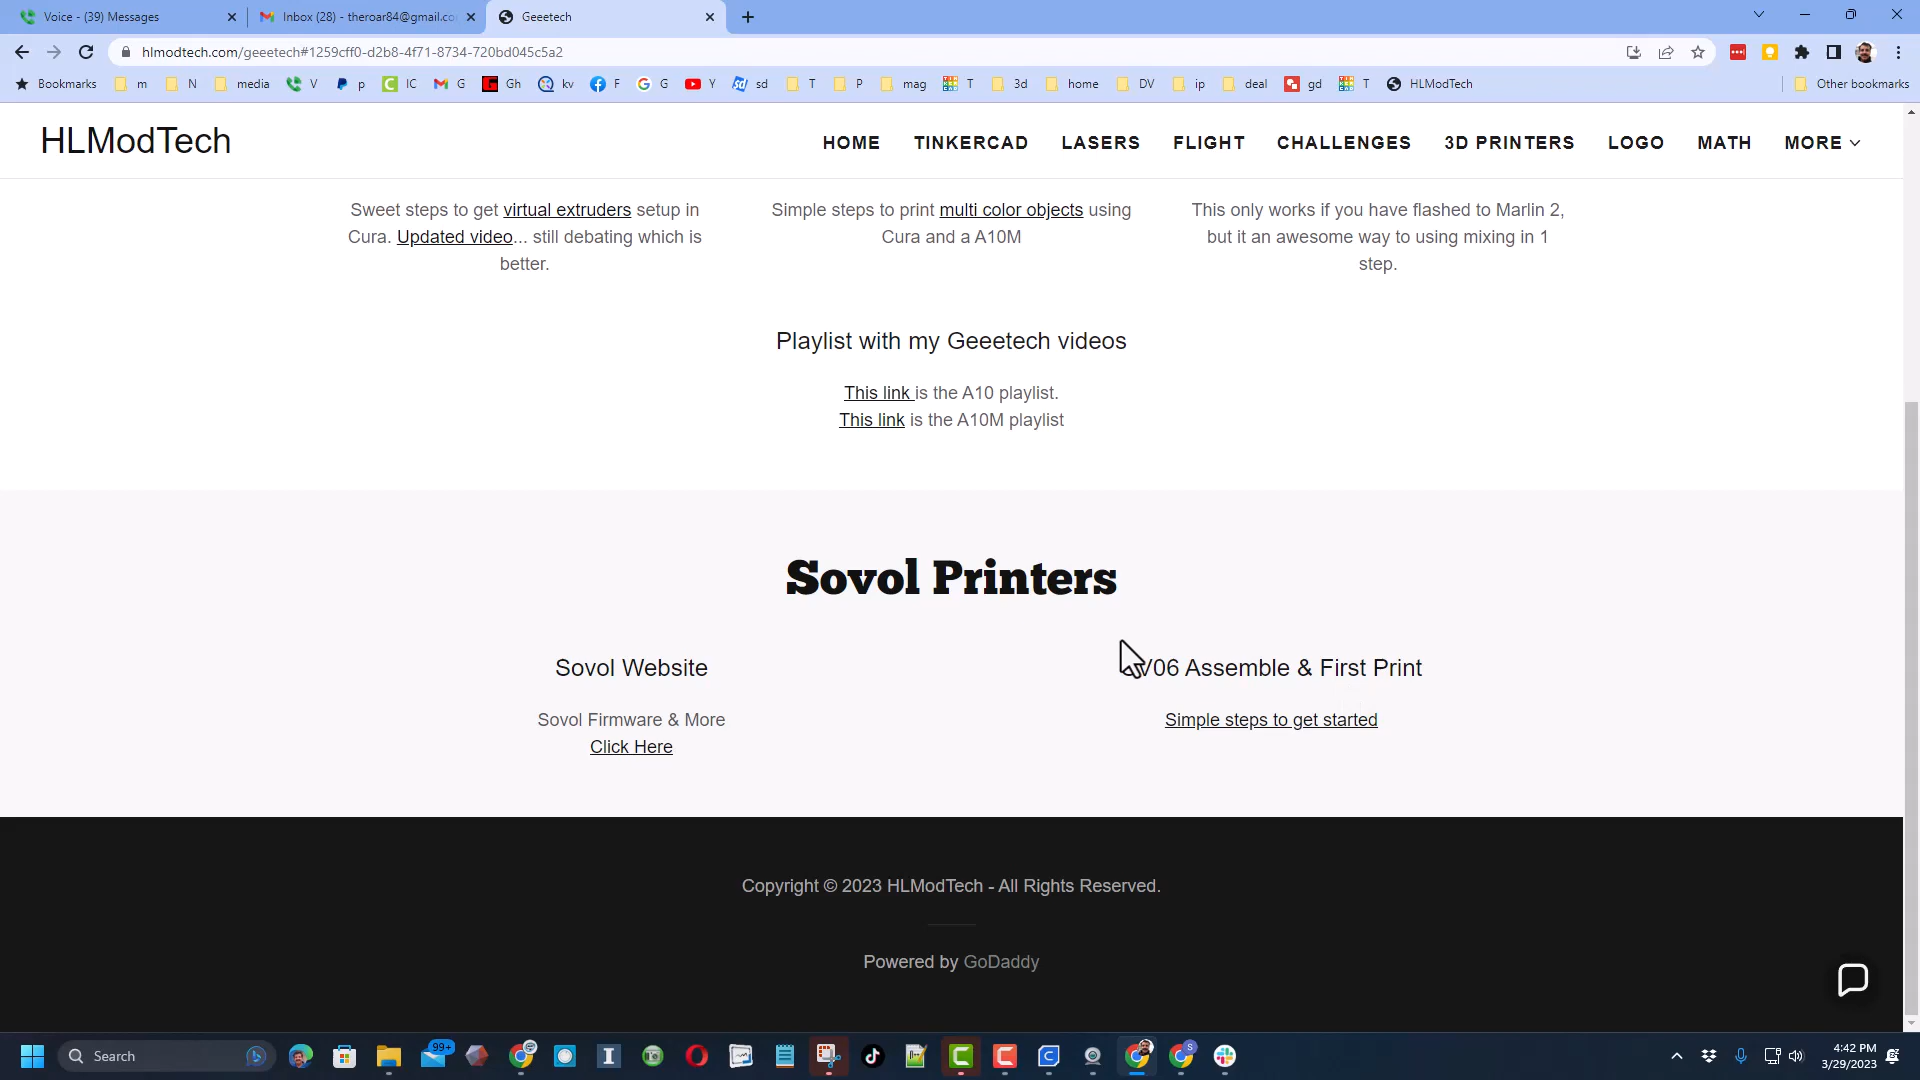 Voice - (39) Messages
Inbox (28) - theroar84@gmail.co
Geeetech
hlmodtech.com/geeetech#1259cff0-d2b8-4f71-8734-720bd045c5a2
Bookmarks m N media V p IC G Gh kv F G Y sd T P mag T 3d home DV ip deal gd T HLModTech Other bookmarks
HLModTech
HOME TINKERCAD LASERS FLIGHT CHALLENGES 3D PRINTERS LOGO MATH MORE
Sweet steps to get virtual extruders setup in
Cura. Updated video... still debating which is
better.
Simple steps to print multi color objects using
Cura and a A10M
This only works if you have flashed to Marlin 2,
but it an awesome way to using mixing in 1
step.
Playlist with my Geeetech videos
This link is the A10 playlist.
This link is the A10M playlist
Sovol Printers
Sovol Website
Sovol Firmware & More
Click Here
V06 Assemble & First Print
Simple steps to get started
Copyright © 2023 HLModTech - All Rights Reserved.
Powered by GoDaddy
Search
99+
4:42 PM
3/29/2023